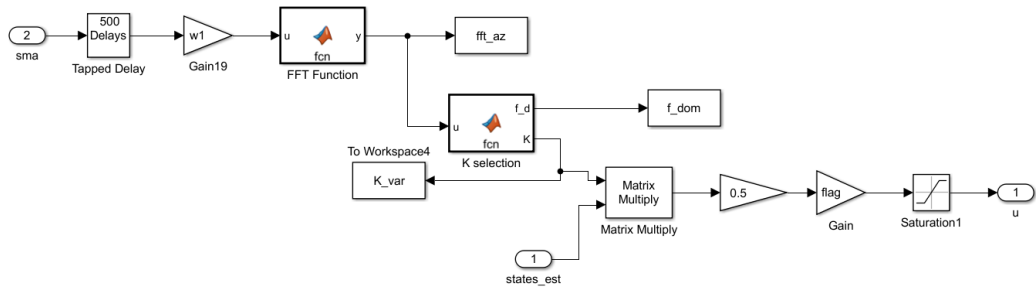 2
sma
500
Delays
Tapped Delay
w1
Gain19
u
fcn
y
FFT Function
fft_az
u
fcn
f_d
K
K selection
f_dom
To Workspace4
K_var
Matrix
Multiply
Matrix Multiply
1
states_est
0.5
flag
Gain
Saturation1
1
u